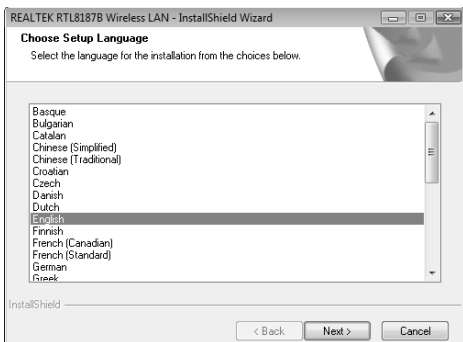 REALTEK RTL8187B Wireless LAN - InstallShield Wizard
Choose Setup Language
Select the language for the installation from the choices below.
Basque
Bulgarian
Catalan
Chinese (Simplified)
Chinese (Traditional)
Croatian
Czech
Danish
Dutch
English
Finnish
French (Canadian)
French (Standard)
German
Greek
InstallShield
< Back
Next >
Cancel